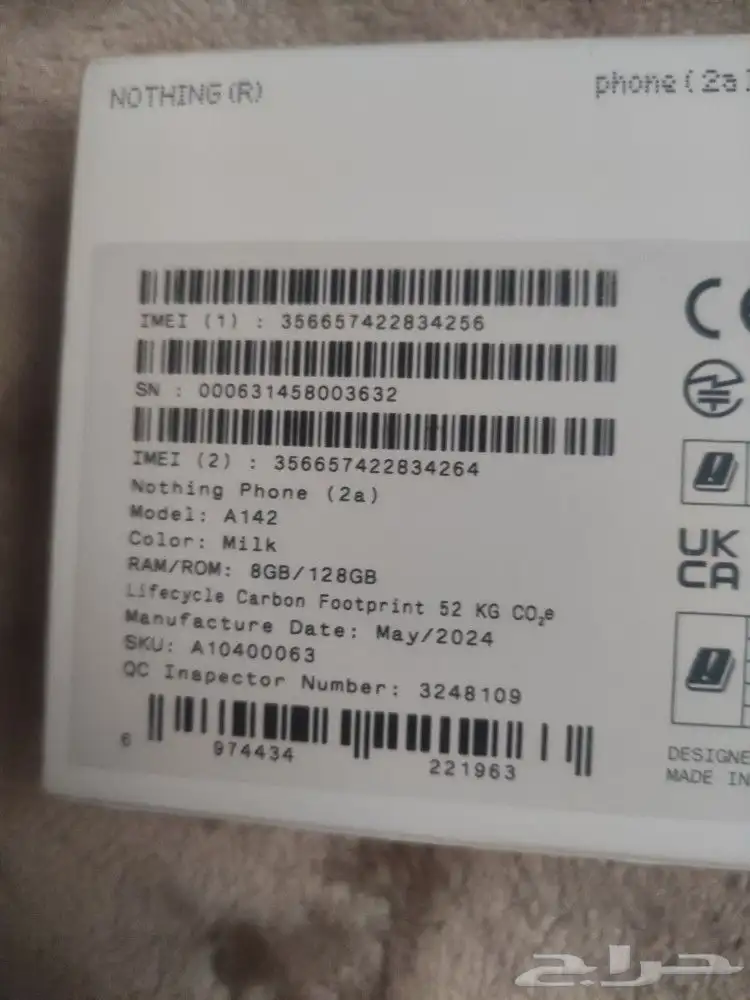 NOTHING (R)
phone (2a)
IMEI (1) : 356657422834256
SN : 000631458003632
IMEI (2) : 356657422834264
Nothing Phone (2a)
Model: A142
Color: Milk
RAM/ROM: 8GB/128GB
Lifecycle Carbon Footprint 52 KG CO₂e
Manufacture Date: May/2024
SKU: A10400063
QC Inspector Number: 3248109
6 974434 221963
CE
UK
CA
DESIGNE
MADE IN
حراج